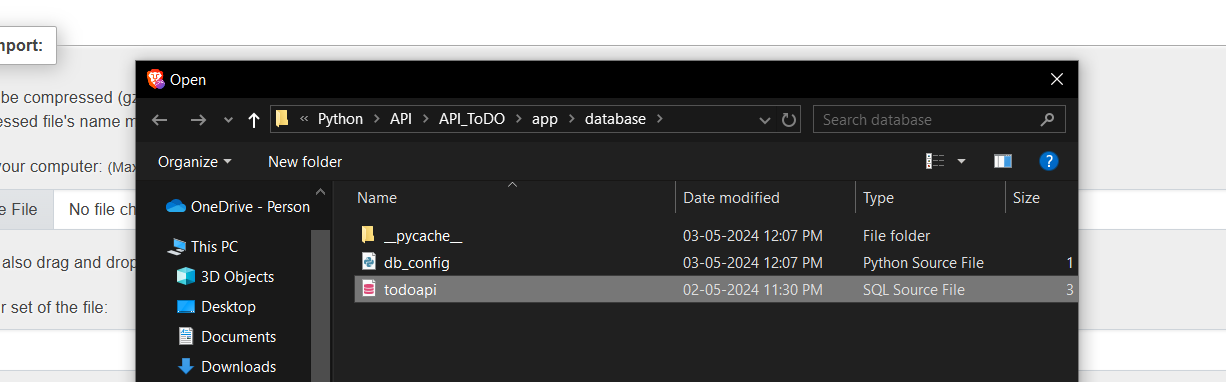 mport:
Open
be compressed (gz
essed file's name m
« Python > API > API_ToDO > app > database >
Search database
your computer: (Max
Organize
New folder
e File
No file ch
OneDrive - Person
Name
Date modified
Type
Size
This PC
__pycache__
03-05-2024 12:07 PM
File folder
also drag and drop
3D Objects
db_config
03-05-2024 12:07 PM
Python Source File
1
Desktop
todoapi
02-05-2024 11:30 PM
SQL Source File
3
r set of the file:
Documents
Downloads